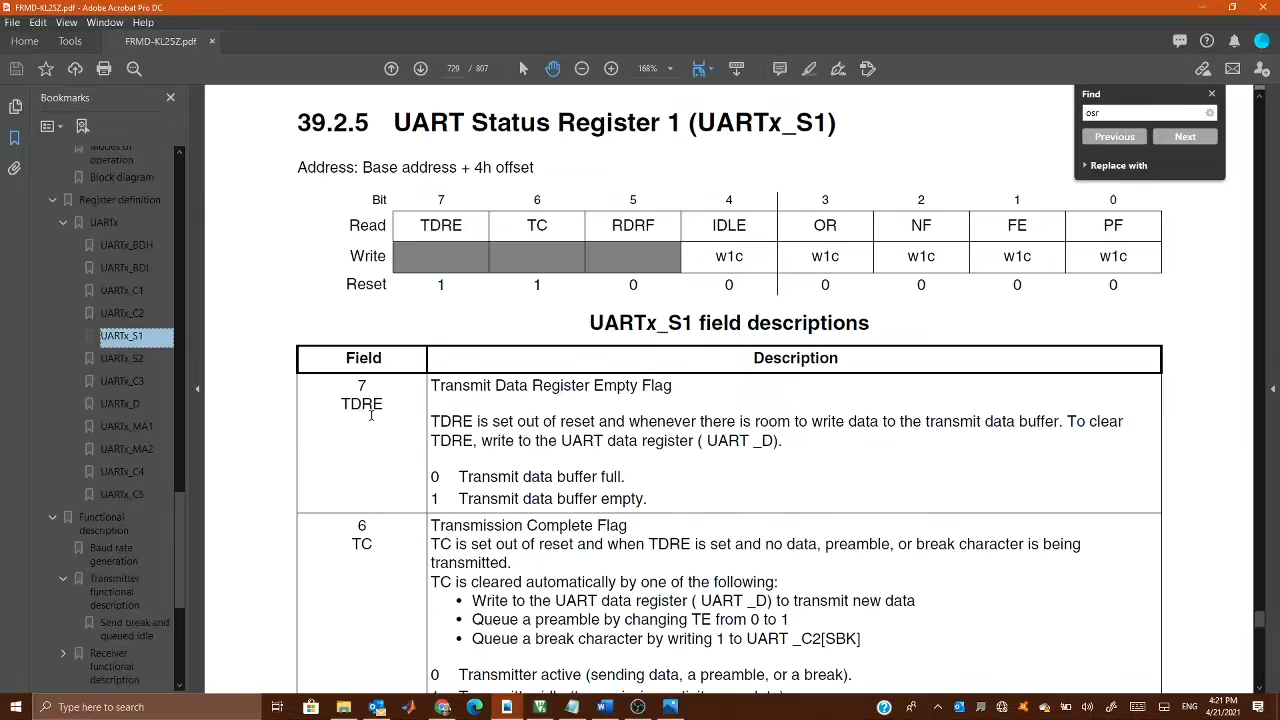 FRMD-KL25Z.pdf - Adobe Acrobat Pro DC
File Edit View Window Help
Home Tools FRMD-KL25Z.pdf ×
729 / 807 168%
Bookmarks
Modes of
operation
Block diagram
Register definition
UARTx
UARTx_BDH
UARTx_BDL
UARTx_C1
UARTx_C2
UARTx_S1
UARTx_S2
UARTx_C3
UARTx_D
UARTx_MA1
UARTx_MA2
UARTx_C4
UARTx_C5
Functional
description
Baud rate
generation
Transmitter
functional
description
Send break and
queued idle
Receiver
functional
description
Find
osr
Previous Next
Replace with
39.2.5 UART Status Register 1 (UARTx_S1)
Address: Base address + 4h offset
Bit 7 6 5 4 3 2 1 0
Read TDRE TC RDRF IDLE OR NF FE PF
Write w1c w1c w1c w1c w1c
Reset 1 1 0 0 0 0 0 0
UARTx_S1 field descriptions
Field Description
7
TDRE
Transmit Data Register Empty Flag
TDRE is set out of reset and whenever there is room to write data to the transmit data buffer. To clear
TDRE, write to the UART data register ( UART _D).
0 Transmit data buffer full.
1 Transmit data buffer empty.
6
TC
Transmission Complete Flag
TC is set out of reset and when TDRE is set and no data, preamble, or break character is being
transmitted.
TC is cleared automatically by one of the following:
• Write to the UART data register ( UART _D) to transmit new data
• Queue a preamble by changing TE from 0 to 1
• Queue a break character by writing 1 to UART _C2[SBK]
0 Transmitter active (sending data, a preamble, or a break).
Type here to search
ENG
4:21 PM
4/21/2021